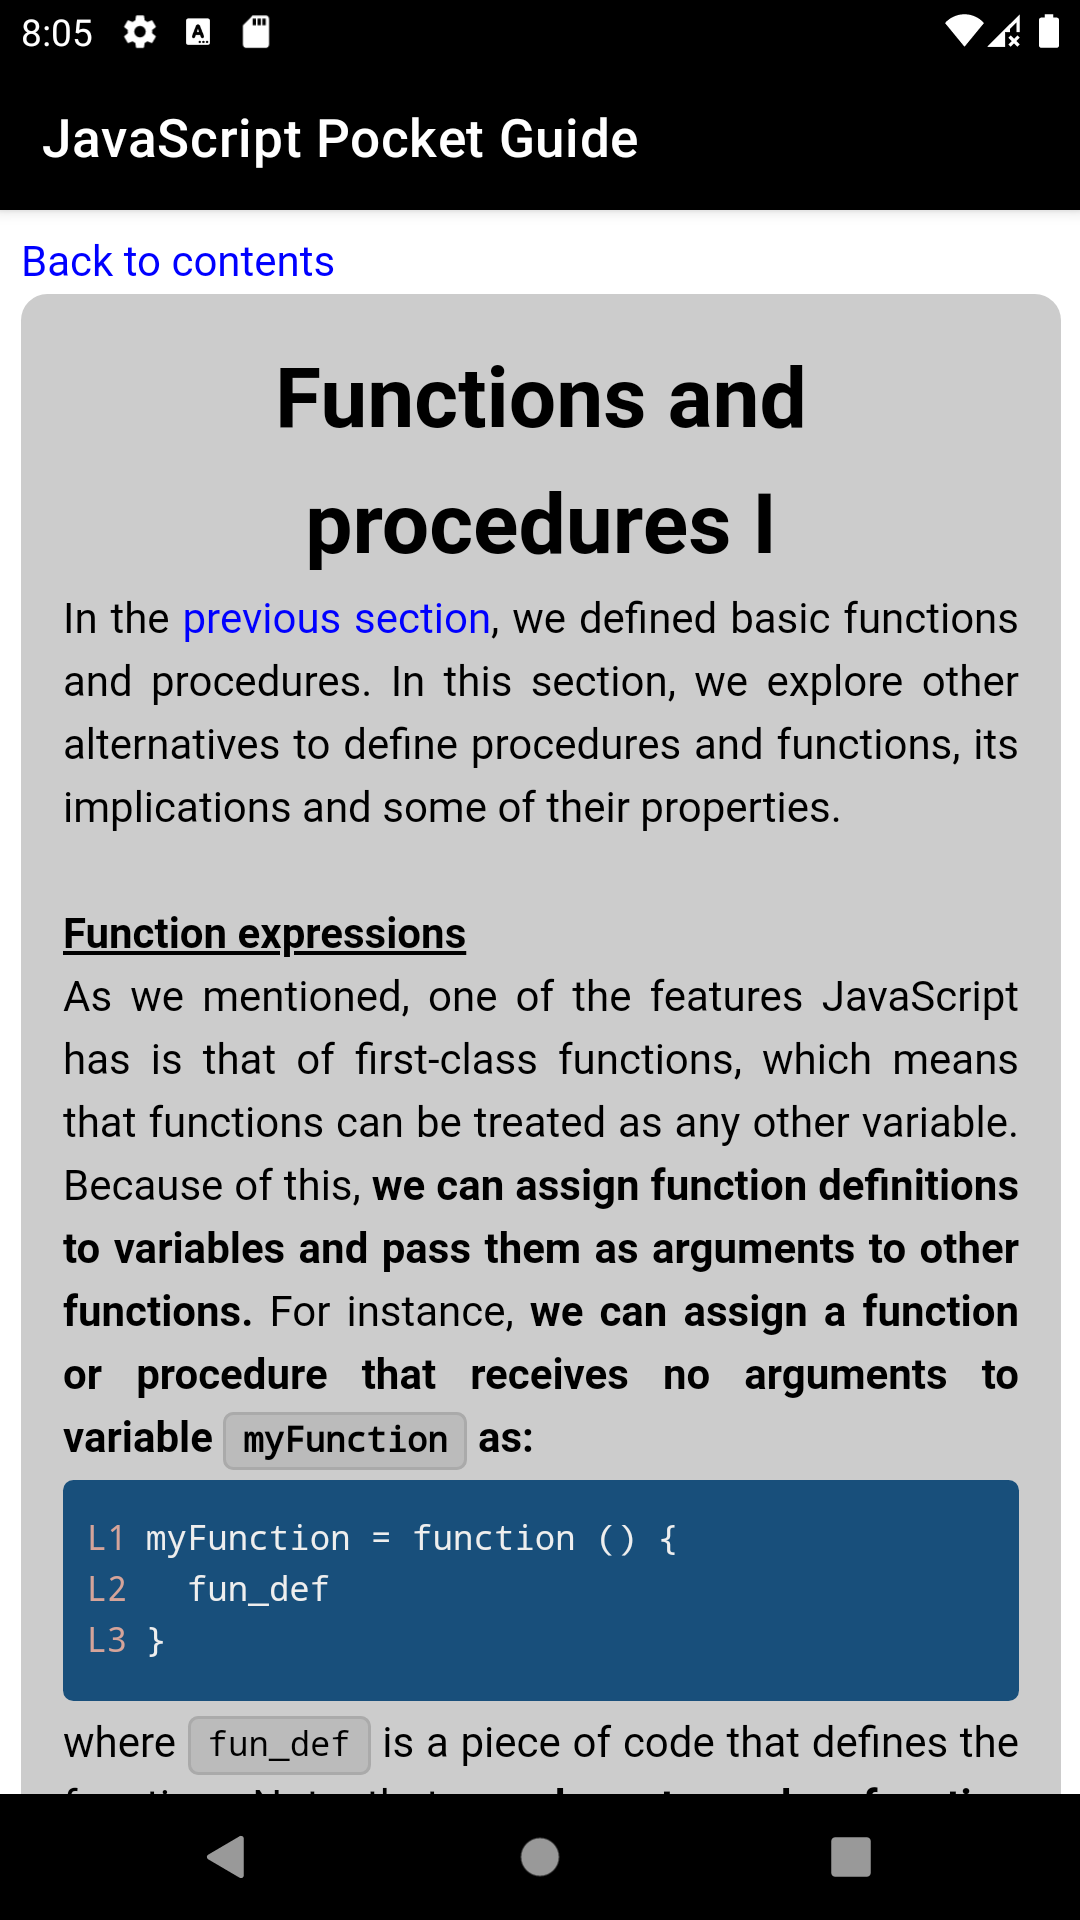 8:05
JavaScript Pocket Guide
Back to contents
Functions and
procedures I
In the previous section, we defined basic functions
and procedures. In this section, we explore other
alternatives to define procedures and functions, its
implications and some of their properties.
Function expressions
As we mentioned, one of the features JavaScript
has is that of first-class functions, which means
that functions can be treated as any other variable.
Because of this, we can assign function definitions
to variables and pass them as arguments to other
functions. For instance, we can assign a function
or procedure that receives no arguments to
variable myFunction as:
L1 myFunction = function () {
L2   fun_def
L3 }
where fun_def is a piece of code that defines the